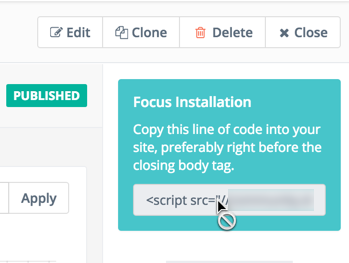 Edit Clone Delete Close
PUBLISHED
Focus Installation
Copy this line of code into your
site, preferably right before the
closing body tag.
Apply
<script src="//